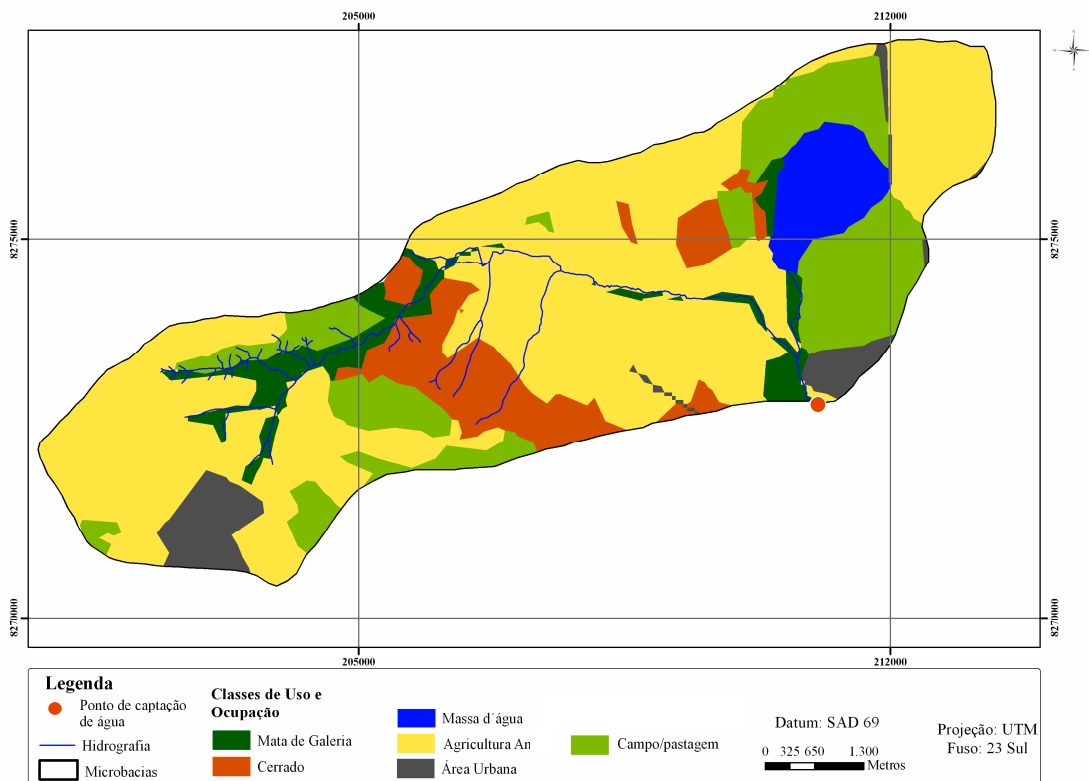 205000
212000
8275000
8275000
8270000
8270000
205000
212000
Legenda
Ponto de captação
de água
Hidrografia
Microbacias
Classes de Uso e
Ocupação
Mata de Galeria
Cerrado
Massa d´água
Agricultura An
Área Urbana
Campo/pastagem
Datum: SAD 69
0 325 650 1.300
Metros
Projeção: UTM
Fuso: 23 Sul